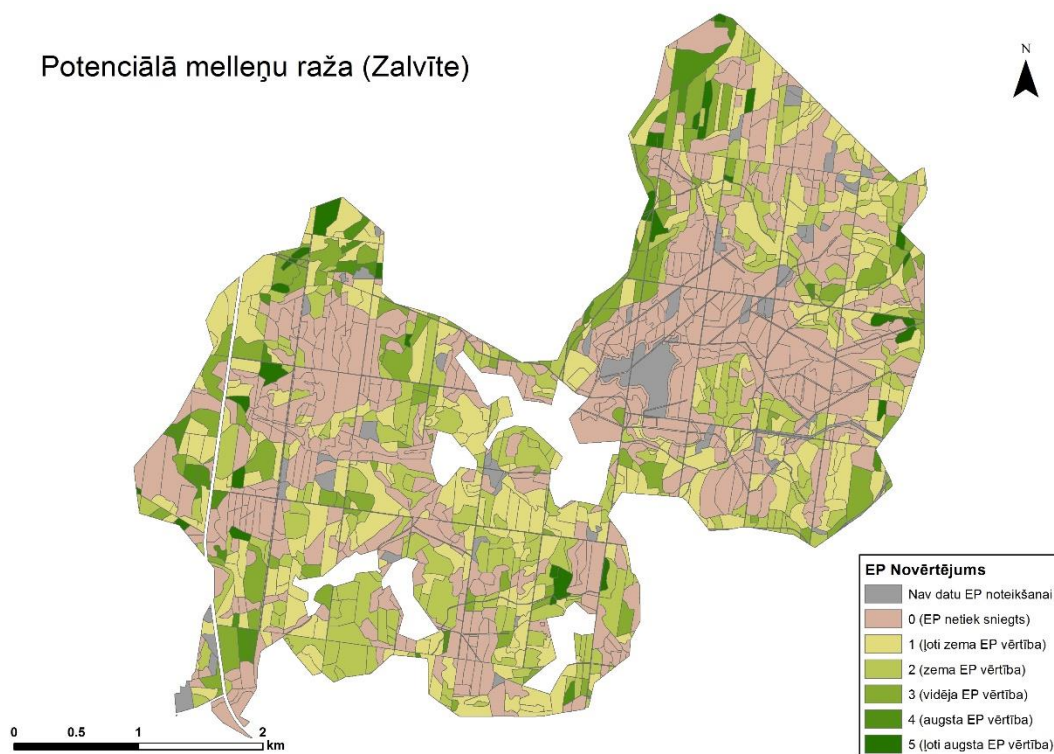 Potenciālā melleņu raža (Zalvīte)
N
EP Novērtējums
Nav datu EP noteikšanai
0 (EP netiek sniegts)
1 (ļoti zema EP vērtība)
2 (zema EP vērtība)
3 (vidēja EP vērtība)
4 (augsta EP vērtība)
5 (ļoti augsta EP vērtība)
0 0.5 1 2
km